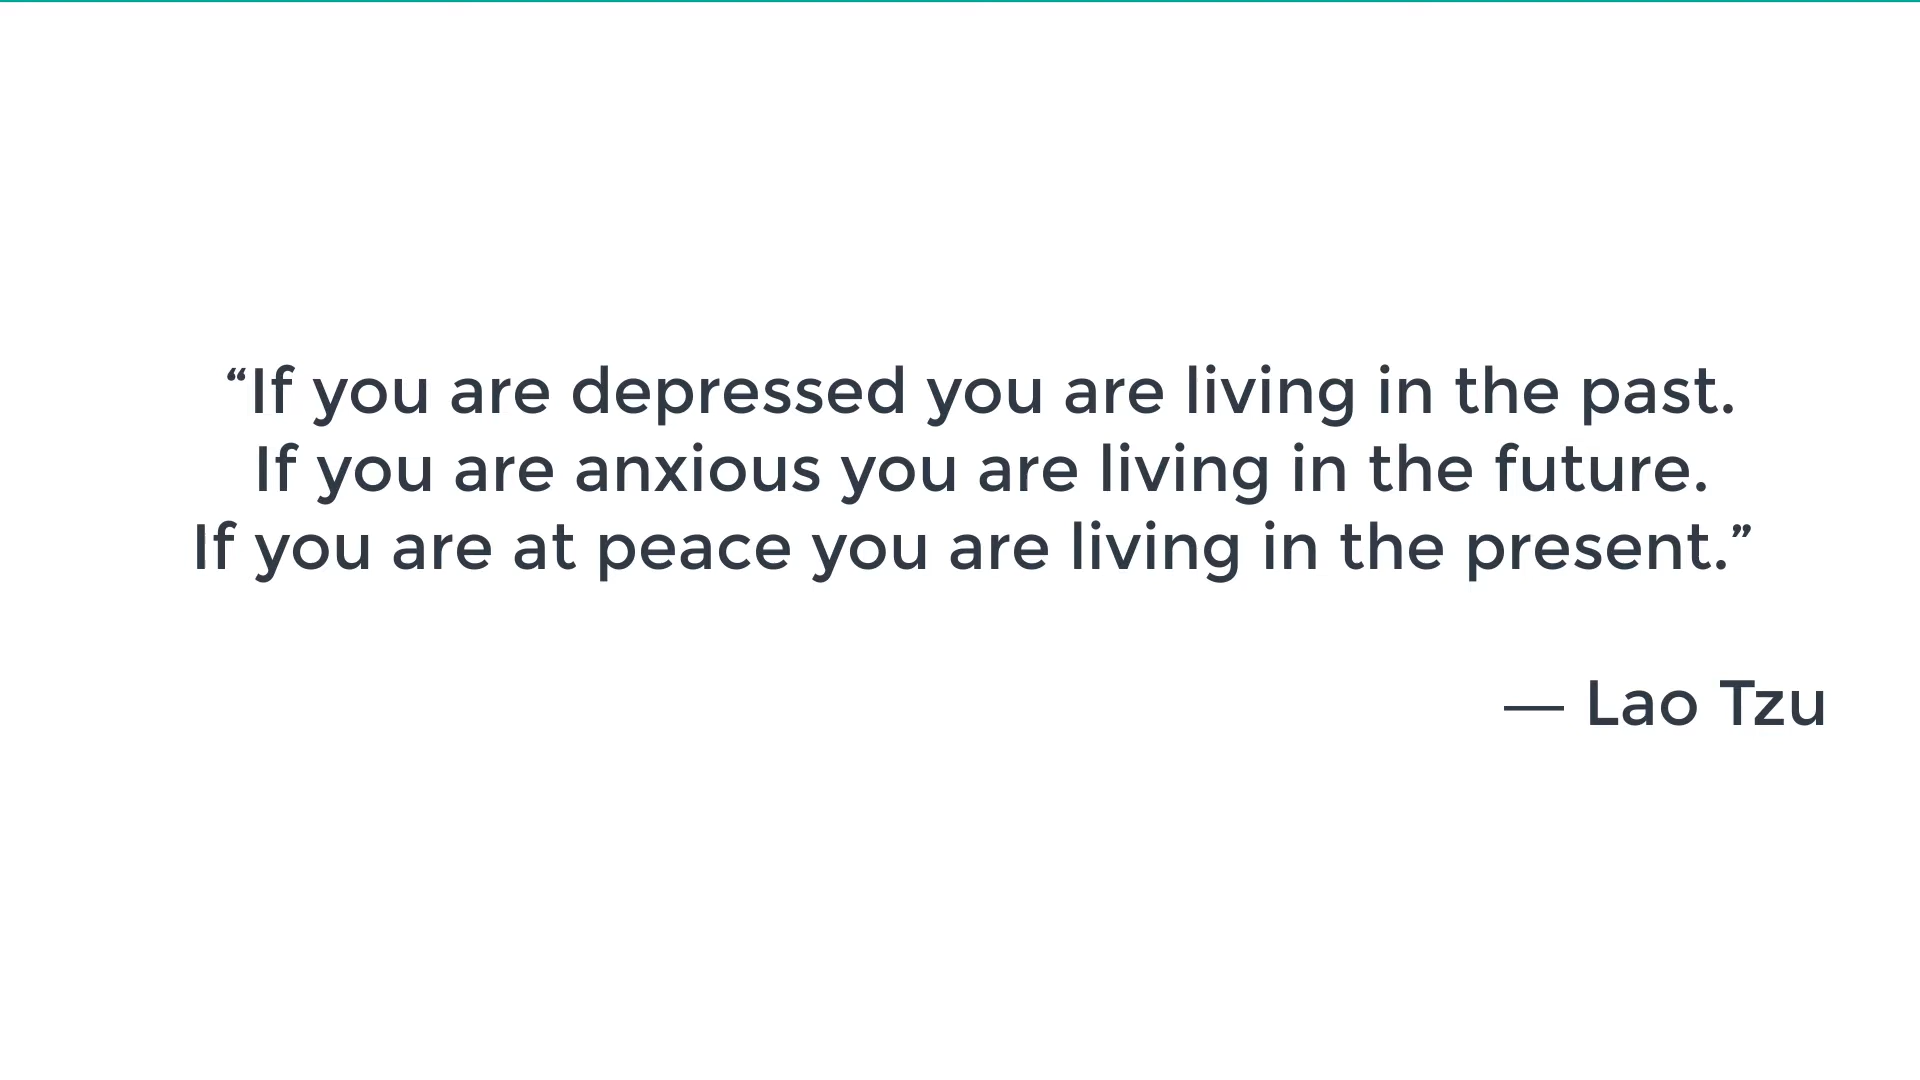 “If you are depressed you are living in the past.
If you are anxious you are living in the future.
If you are at peace you are living in the present.”
— Lao Tzu